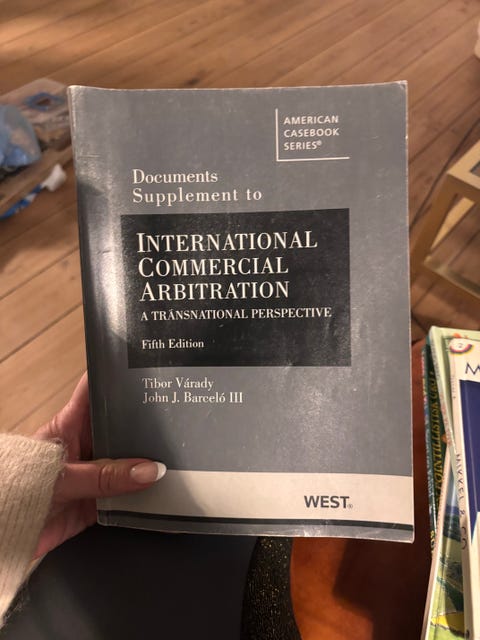 AMERICAN
CASEBOOK
SERIES®
Documents
Supplement to
INTERNATIONAL
COMMERCIAL
ARBITRATION
A TRANSNATIONAL PERSPECTIVE
Fifth Edition
Tibor Várady
John J. Barceló III
WEST®